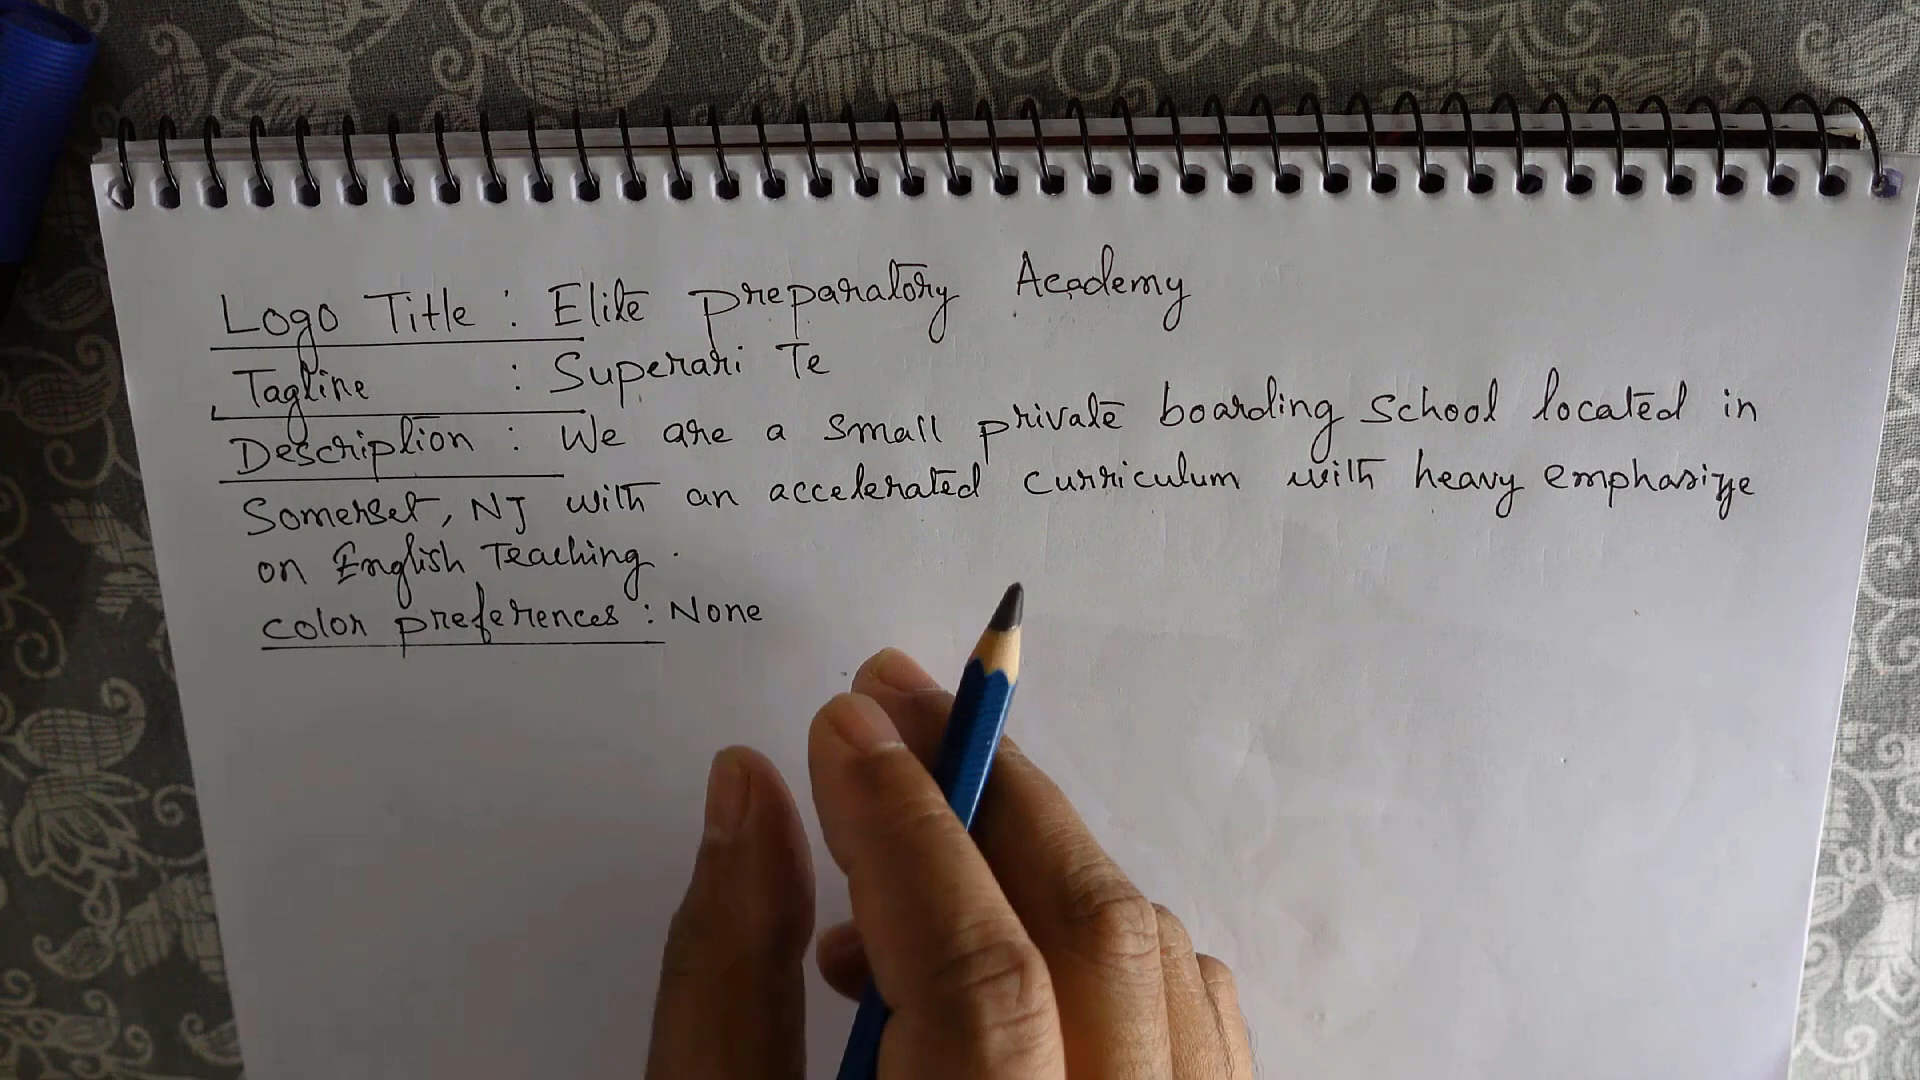 Logo Title : Elite preparatory Academy
Tagline : Superari Te
Description : We are a small private boarding school located in
Somerset, NJ with an accelerated curriculum with heavy emphasize
on English Teaching.
color preferences : None